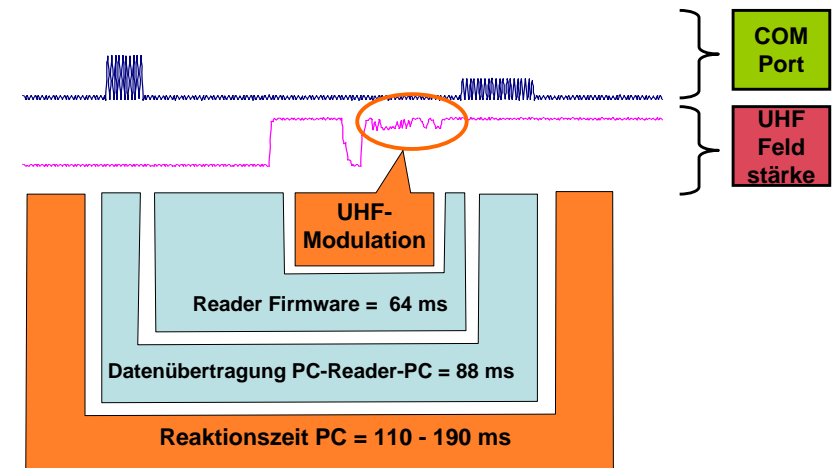 COM
Port
UHF
Feld
stärke
UHF-
Modulation
Reader Firmware = 64 ms
Datenübertragung PC-Reader-PC = 88 ms
Reaktionszeit PC = 110 - 190 ms